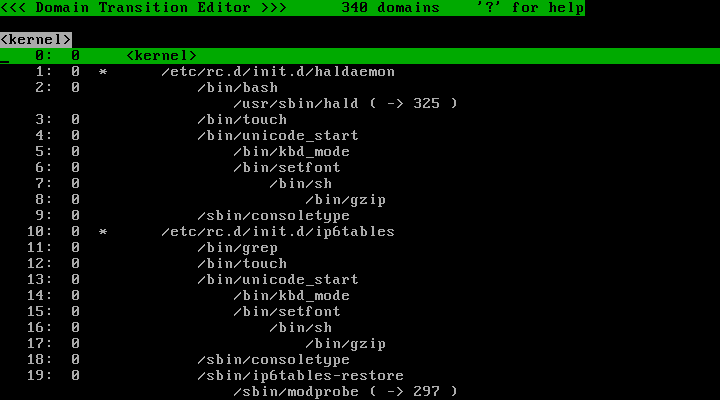 <<< Domain Transition Editor >>>      340 domains    '?' for help
<kernel>
    0:  0     <kernel>
    1:  0  *      /etc/rc.d/init.d/haldaemon
    2:  0             /bin/bash
                          /usr/sbin/hald ( -> 325 )
    3:  0             /bin/touch
    4:  0             /bin/unicode_start
    5:  0                 /bin/kbd_mode
    6:  0                 /bin/setfont
    7:  0                     /bin/sh
    8:  0                         /bin/gzip
    9:  0             /sbin/consoletype
   10:  0  *      /etc/rc.d/init.d/ip6tables
   11:  0             /bin/grep
   12:  0             /bin/touch
   13:  0             /bin/unicode_start
   14:  0                 /bin/kbd_mode
   15:  0                 /bin/setfont
   16:  0                     /bin/sh
   17:  0                         /bin/gzip
   18:  0             /sbin/consoletype
   19:  0             /sbin/ip6tables-restore
                          /sbin/modprobe ( -> 297 )